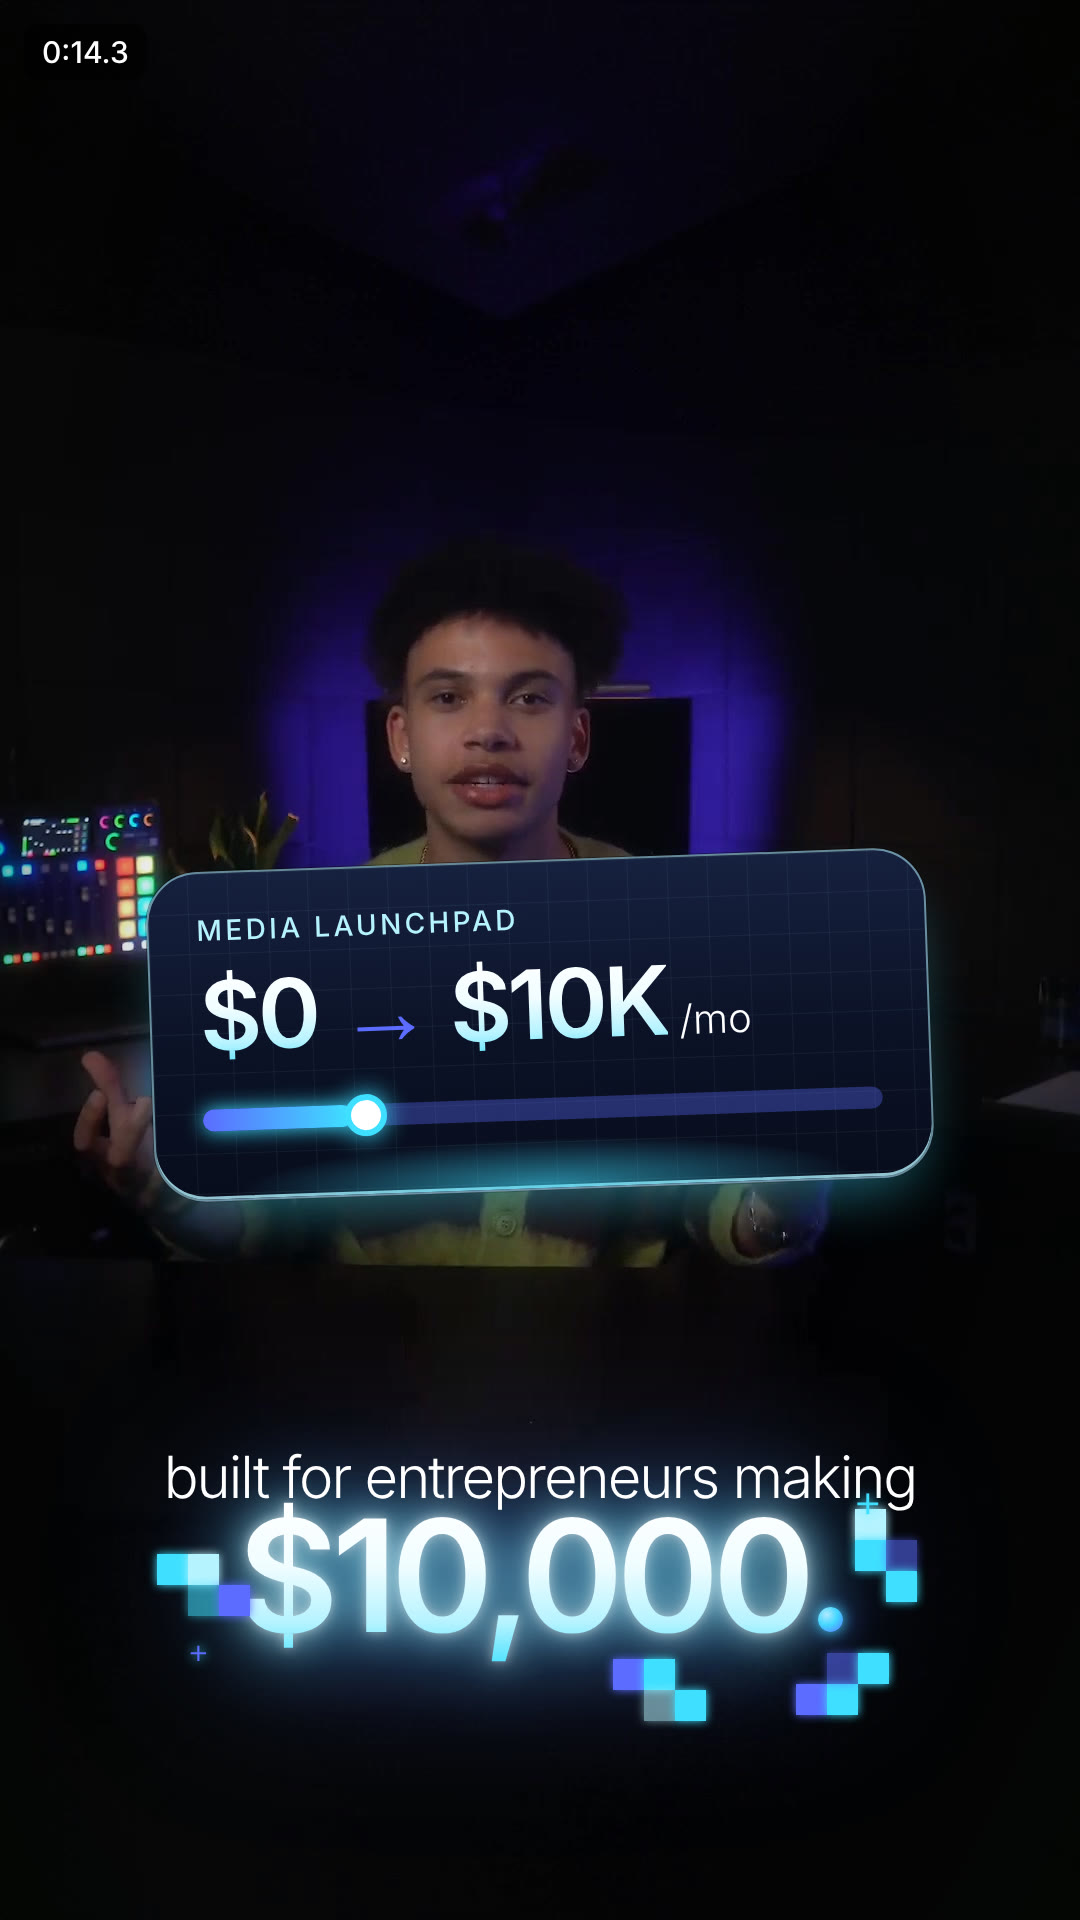 0:14.3
MEDIA LAUNCHPAD
$0 → $10K /mo
built for entrepreneurs making
$10,000.